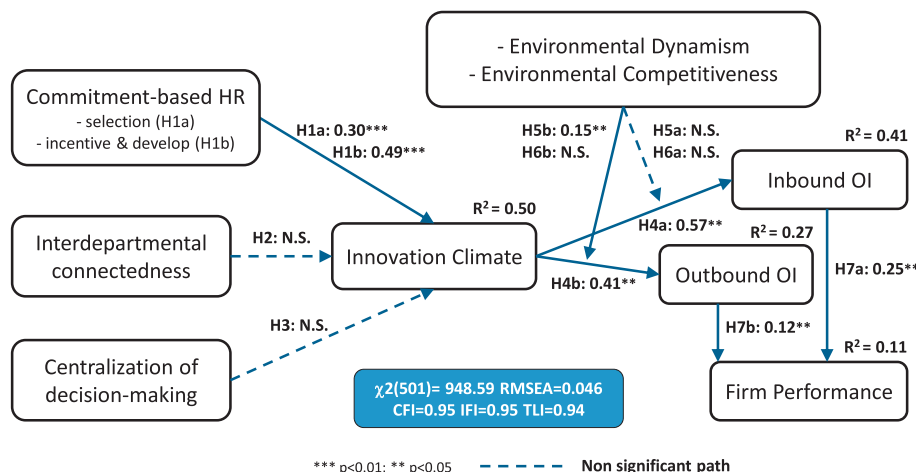 - Environmental Dynamism
- Environmental Competitiveness
Commitment-based HR
- selection (H1a)
- incentive & develop (H1b)
H1a: 0.30***
H1b: 0.49***
H5b: 0.15**
H6b: N.S.
H5a: N.S.
H6a: N.S.
R² = 0.41
Inbound OI
R² = 0.50
H4a: 0.57**
Interdepartmental
connectedness
H2: N.S.
Innovation Climate
R² = 0.27
Outbound OI
H4b: 0.41**
H7a: 0.25**
H3: N.S.
H7b: 0.12**
Centralization of
decision-making
R² = 0.11
Firm Performance
χ2(501)= 948.59 RMSEA=0.046
CFI=0.95 IFI=0.95 TLI=0.94
*** p<0.01; ** p<0.05
Non significant path